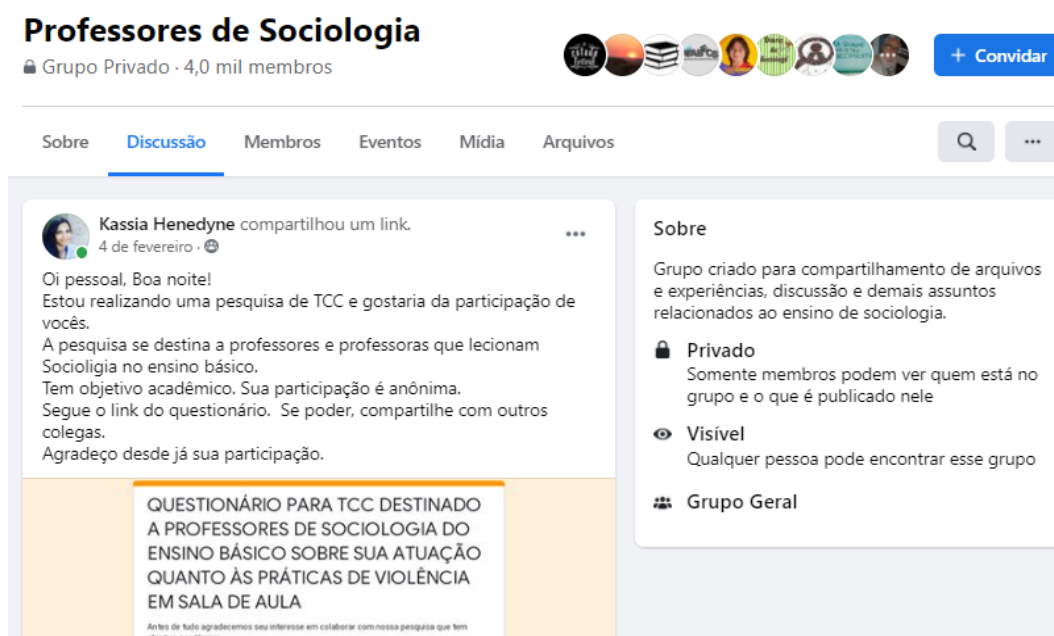 Professores de Sociologia
Grupo Privado · 4,0 mil membros
+ Convidar
Sobre
Discussão
Membros
Eventos
Mídia
Arquivos
Kassia Henedyne compartilhou um link.
4 de fevereiro ·
Oi pessoal, Boa noite!
Estou realizando uma pesquisa de TCC e gostaria da participação de
vocês.
A pesquisa se destina a professores e professoras que lecionam
Socioligia no ensino básico.
Tem objetivo acadêmico. Sua participação é anônima.
Segue o link do questionário. Se poder, compartilhe com outros
colegas.
Agradeço desde já sua participação.
QUESTIONÁRIO PARA TCC DESTINADO
A PROFESSORES DE SOCIOLOGIA DO
ENSINO BÁSICO SOBRE SUA ATUAÇÃO
QUANTO ÀS PRÁTICAS DE VIOLÊNCIA
EM SALA DE AULA
Antes de tudo agradecemos seu interesse em colaborar com nossa pesquisa que tem
Sobre
Grupo criado para compartilhamento de arquivos
e experiências, discussão e demais assuntos
relacionados ao ensino de sociologia.
Privado
Somente membros podem ver quem está no
grupo e o que é publicado nele
Visível
Qualquer pessoa pode encontrar esse grupo
Grupo Geral